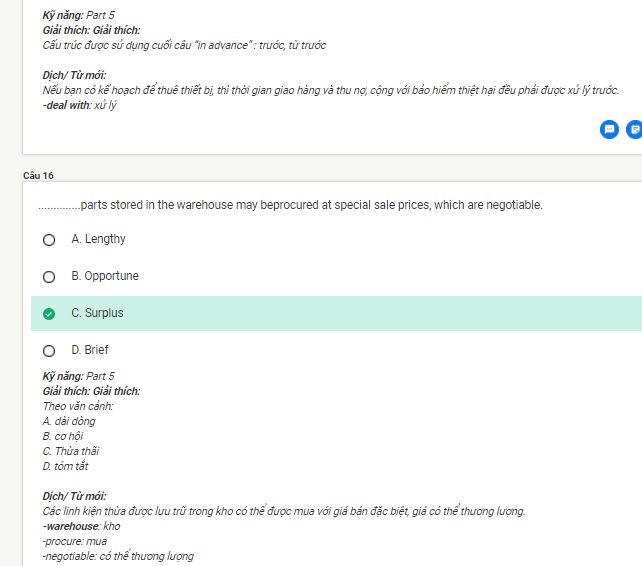 Kỹ năng: Part 5
Giải thích: Giải thích:
Cấu trúc được sử dụng cuối câu "in advance" : trước, từ trước
Dịch/ Từ mới:
Nếu bạn có kế hoạch để thuê thiết bị, thì thời gian giao hàng và thu nợ, cộng với bảo hiểm thiệt hại đều phải được xử lý trước.
-deal with: xử lý
Câu 16
..............parts stored in the warehouse may beprocured at special sale prices, which are negotiable.
A. Lengthy
B. Opportune
C. Surplus
D. Brief
Kỹ năng: Part 5
Giải thích: Giải thích:
Theo văn cảnh:
A. dài dòng
B. cơ hội
C. Thừa thãi
D. tóm tắt
Dịch/ Từ mới:
Các linh kiện thừa được lưu trữ trong kho có thể được mua với giá bán đặc biệt, giá có thể thương lượng.
-warehouse: kho
-procure: mua
-negotiable: có thể thương lượng